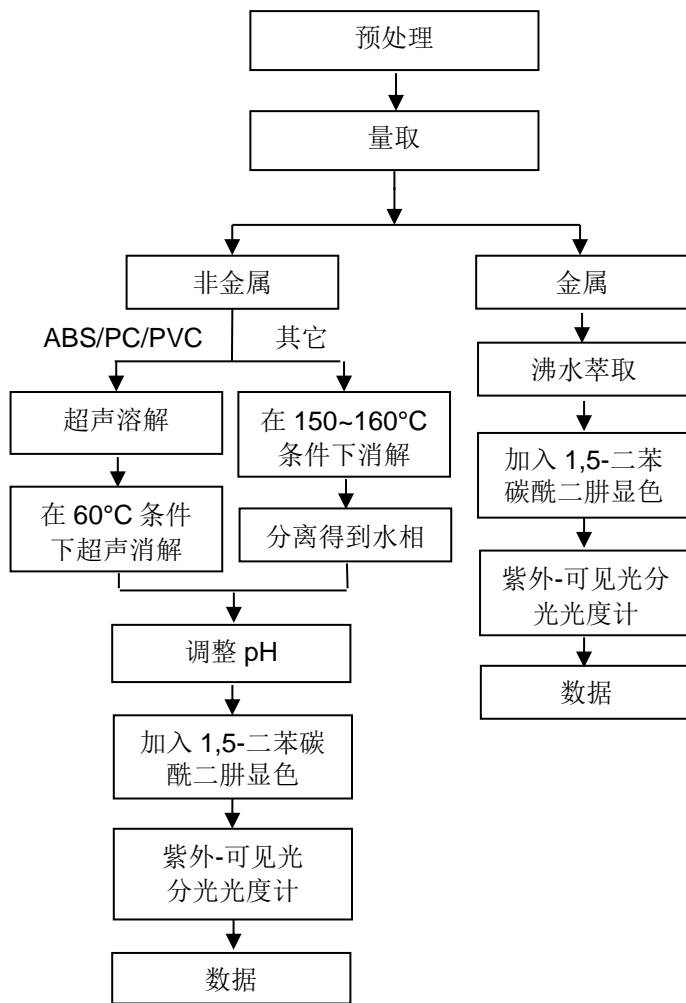 预处理
量取
非金属
金属
ABS/PC/PVC
其它
超声溶解
在 60°C 条件
下超声消解
在 150~160°C
条件下消解
分离得到水相
调整 pH
加入 1,5-二苯碳
酰二肼显色
紫外-可见光
分光光度计
数据
沸水萃取
加入 1,5-二苯
碳酰二肼显色
紫外-可见光分
光光度计
数据